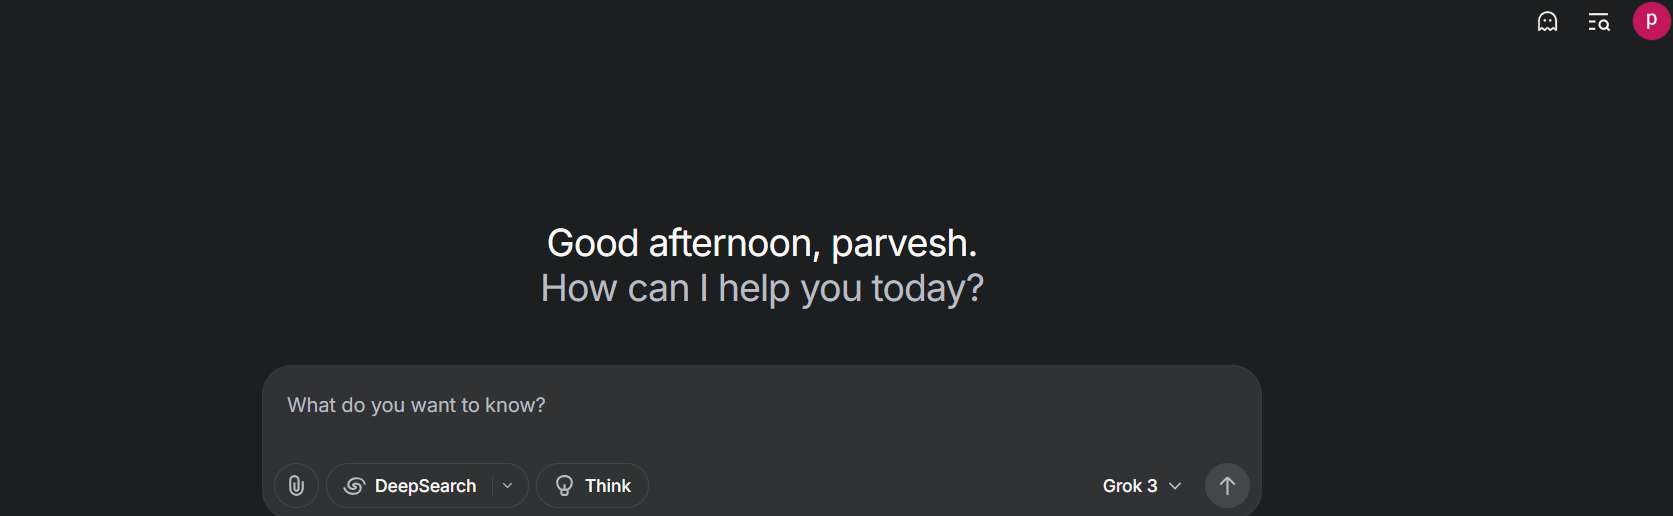 p
Good afternoon, parvesh.
How can I help you today?
What do you want to know?
DeepSearch
Think
Grok 3